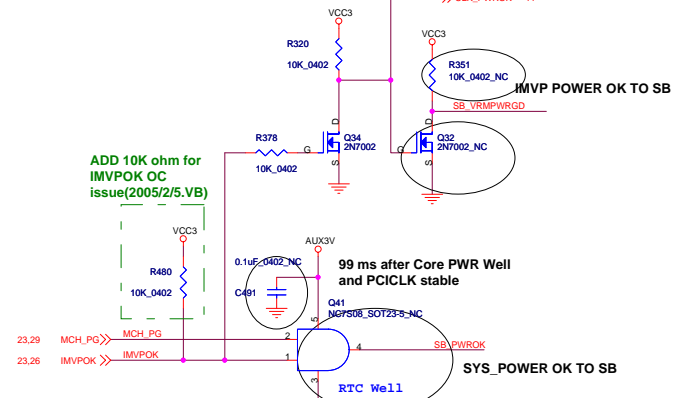 VCC3
R320
10K_0402
VCC3
R351
10K_0402_NC
IMVP POWER OK TO SB
SB_VRMPWRGD
R378
10K_0402
G
D
S
Q34
2N7002
G
D
S
Q32
2N7002_NC
ADD 10K ohm for
IMVPOK OC
issue(2005/2/5.VB)
VCC3
R480
10K_0402
AUX3V
0.1uF_0402_NC
C491
99 ms after Core PWR Well
and PCICLK stable
Q41
NC7S08_SOT23-5_NC
5
23,29 MCH_PG MCH_PG 2
4 SB_PWROK
23,26 IMVPOK IMVPOK 1
3
SYS_POWER OK TO SB
RTC Well